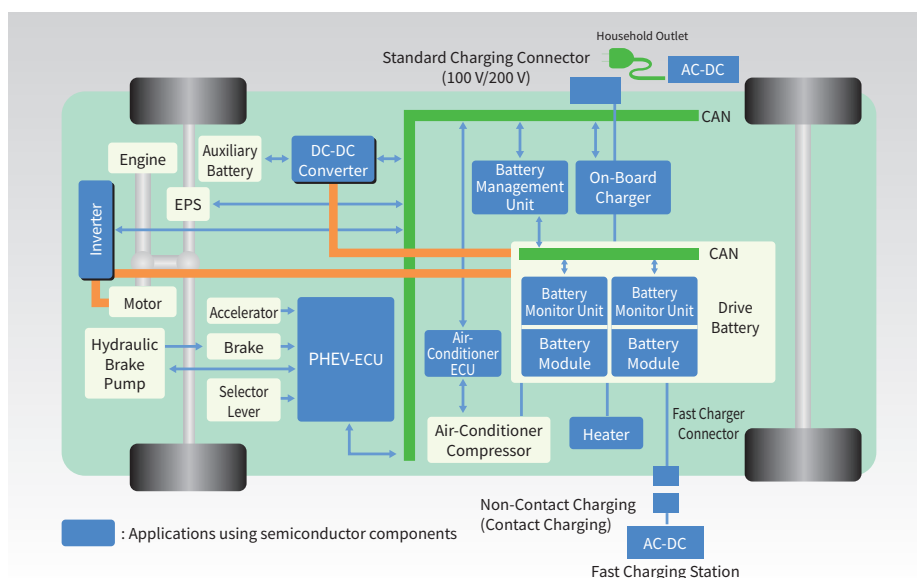 Household Outlet
Standard Charging Connector
(100 V/200 V)
AC-DC
CAN
Engine
Auxiliary
Battery
DC-DC
Converter
Battery
Management
Unit
On-Board
Charger
EPS
Inverter
CAN
Motor
Battery
Monitor Unit
Battery
Monitor Unit
Drive
Battery
Battery
Module
Battery
Module
Accelerator
Hydraulic
Brake
Pump
Brake
PHEV-ECU
Air-
Conditioner
ECU
Selector
Lever
Air-Conditioner
Compressor
Heater
Fast Charger
Connector
Non-Contact Charging
(Contact Charging)
: Applications using semiconductor components
AC-DC
Fast Charging Station